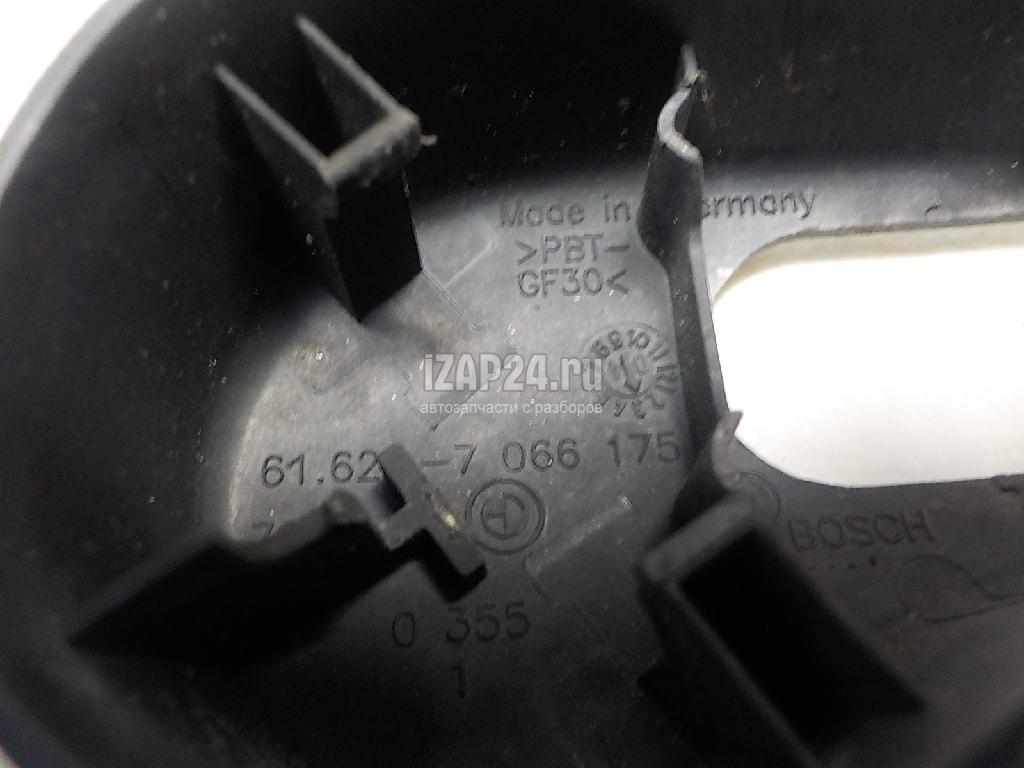 Made in ermany
>PBT-
GF30<
iZAP24.ru
автозапчасти с разборов
61.62 -7 066 175
BOSCH
0 355
1